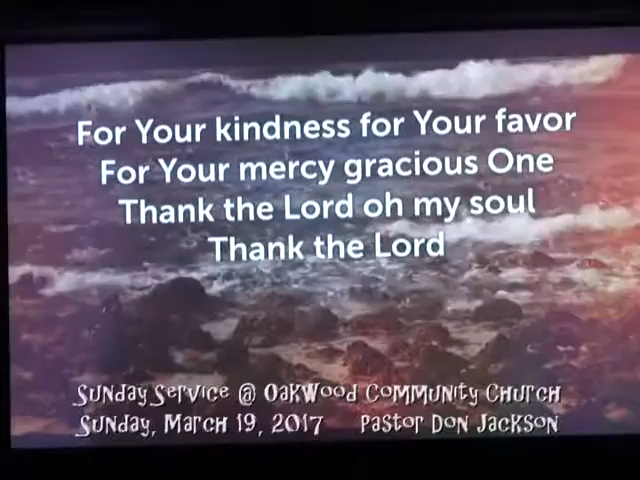 For Your kindness for Your favor
For Your mercy gracious One
Thank the Lord oh my soul
Thank the Lord
Sunday Service @ Oakwood Community Church
Sunday, March 19, 2017 Pastor Don Jackson